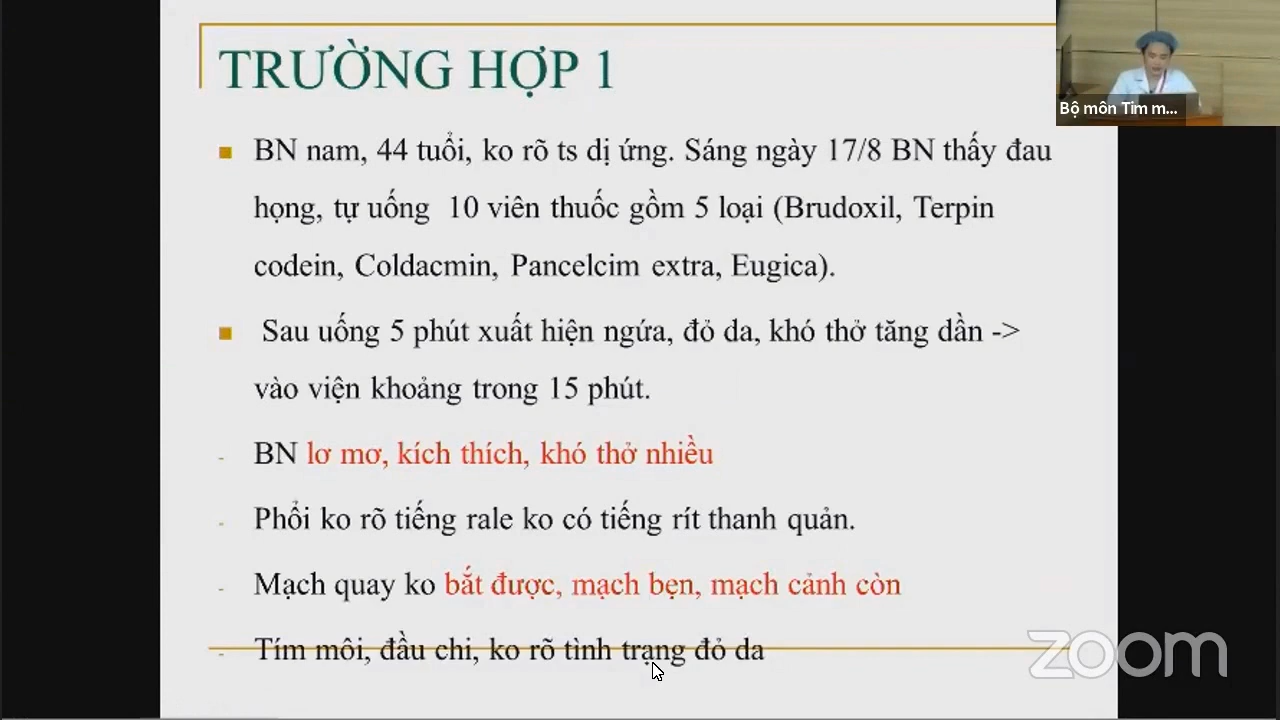 TRƯỜNG HỢP 1
Bộ môn Tim m...
BN nam, 44 tuổi, ko rõ ts dị ứng. Sáng ngày 17/8 BN thấy đau
họng, tự uống 10 viên thuốc gồm 5 loại (Brudoxil, Terpin
codein, Coldacmin, Pancelcim extra, Eugica).
Sau uống 5 phút xuất hiện ngứa, đỏ da, khó thở tăng dần ->
vào viện khoảng trong 15 phút.
- BN lơ mơ, kích thích, khó thở nhiều
- Phổi ko rõ tiếng rale ko có tiếng rít thanh quản.
- Mạch quay ko bắt được, mạch bẹn, mạch cảnh còn
- Tím môi, đầu chi, ko rõ tình trạng đỏ da
zoom